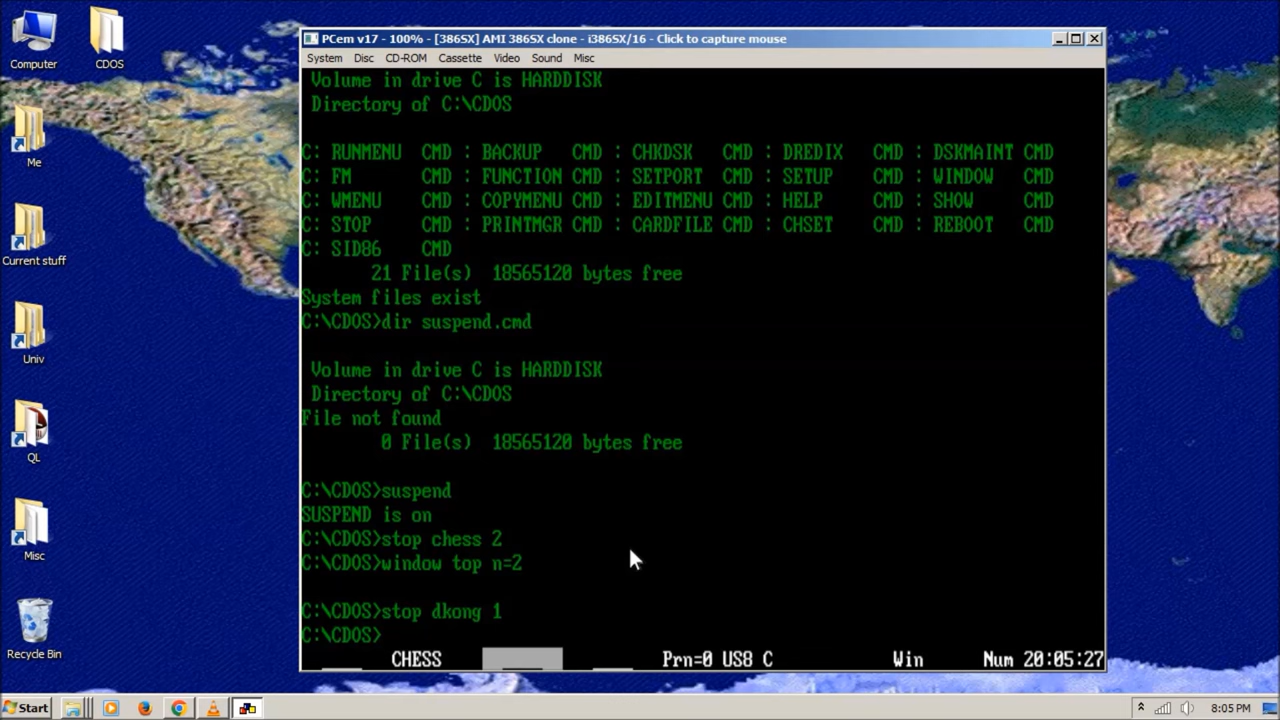 Computer
CDOS
Me
Current stuff
Univ
QL
Misc
Recycle Bin
PCem v17 - 100% - [386SX] AMI 386SX clone - i386SX/16 - Click to capture mouse
System Disc CD-ROM Cassette Video Sound Misc
Volume in drive C is HARDDISK
Directory of C:\CDOS
C: RUNMENU CMD : BACKUP CMD : CHKDSK CMD : DREDIX CMD : DSKMAINT CMD
C: FM CMD : FUNCTION CMD : SETPORT CMD : SETUP CMD : WINDOW CMD
C: WMENU CMD : COPYMENU CMD : EDITMENU CMD : HELP CMD : SHOW CMD
C: STOP CMD : PRINTMGR CMD : CARDFILE CMD : CHSET CMD : REBOOT CMD
C: SID86 CMD
21 File(s) 18565120 bytes free
System files exist
C:\CDOS>dir suspend.cmd
Volume in drive C is HARDDISK
Directory of C:\CDOS
File not found
0 File(s) 18565120 bytes free
C:\CDOS>suspend
SUSPEND is on
C:\CDOS>stop chess 2
C:\CDOS>window top n=2
C:\CDOS>stop dkong 1
C:\CDOS>
CHESS Prn=0 US8 C Win Num 20:05:27
Start 8:05 PM